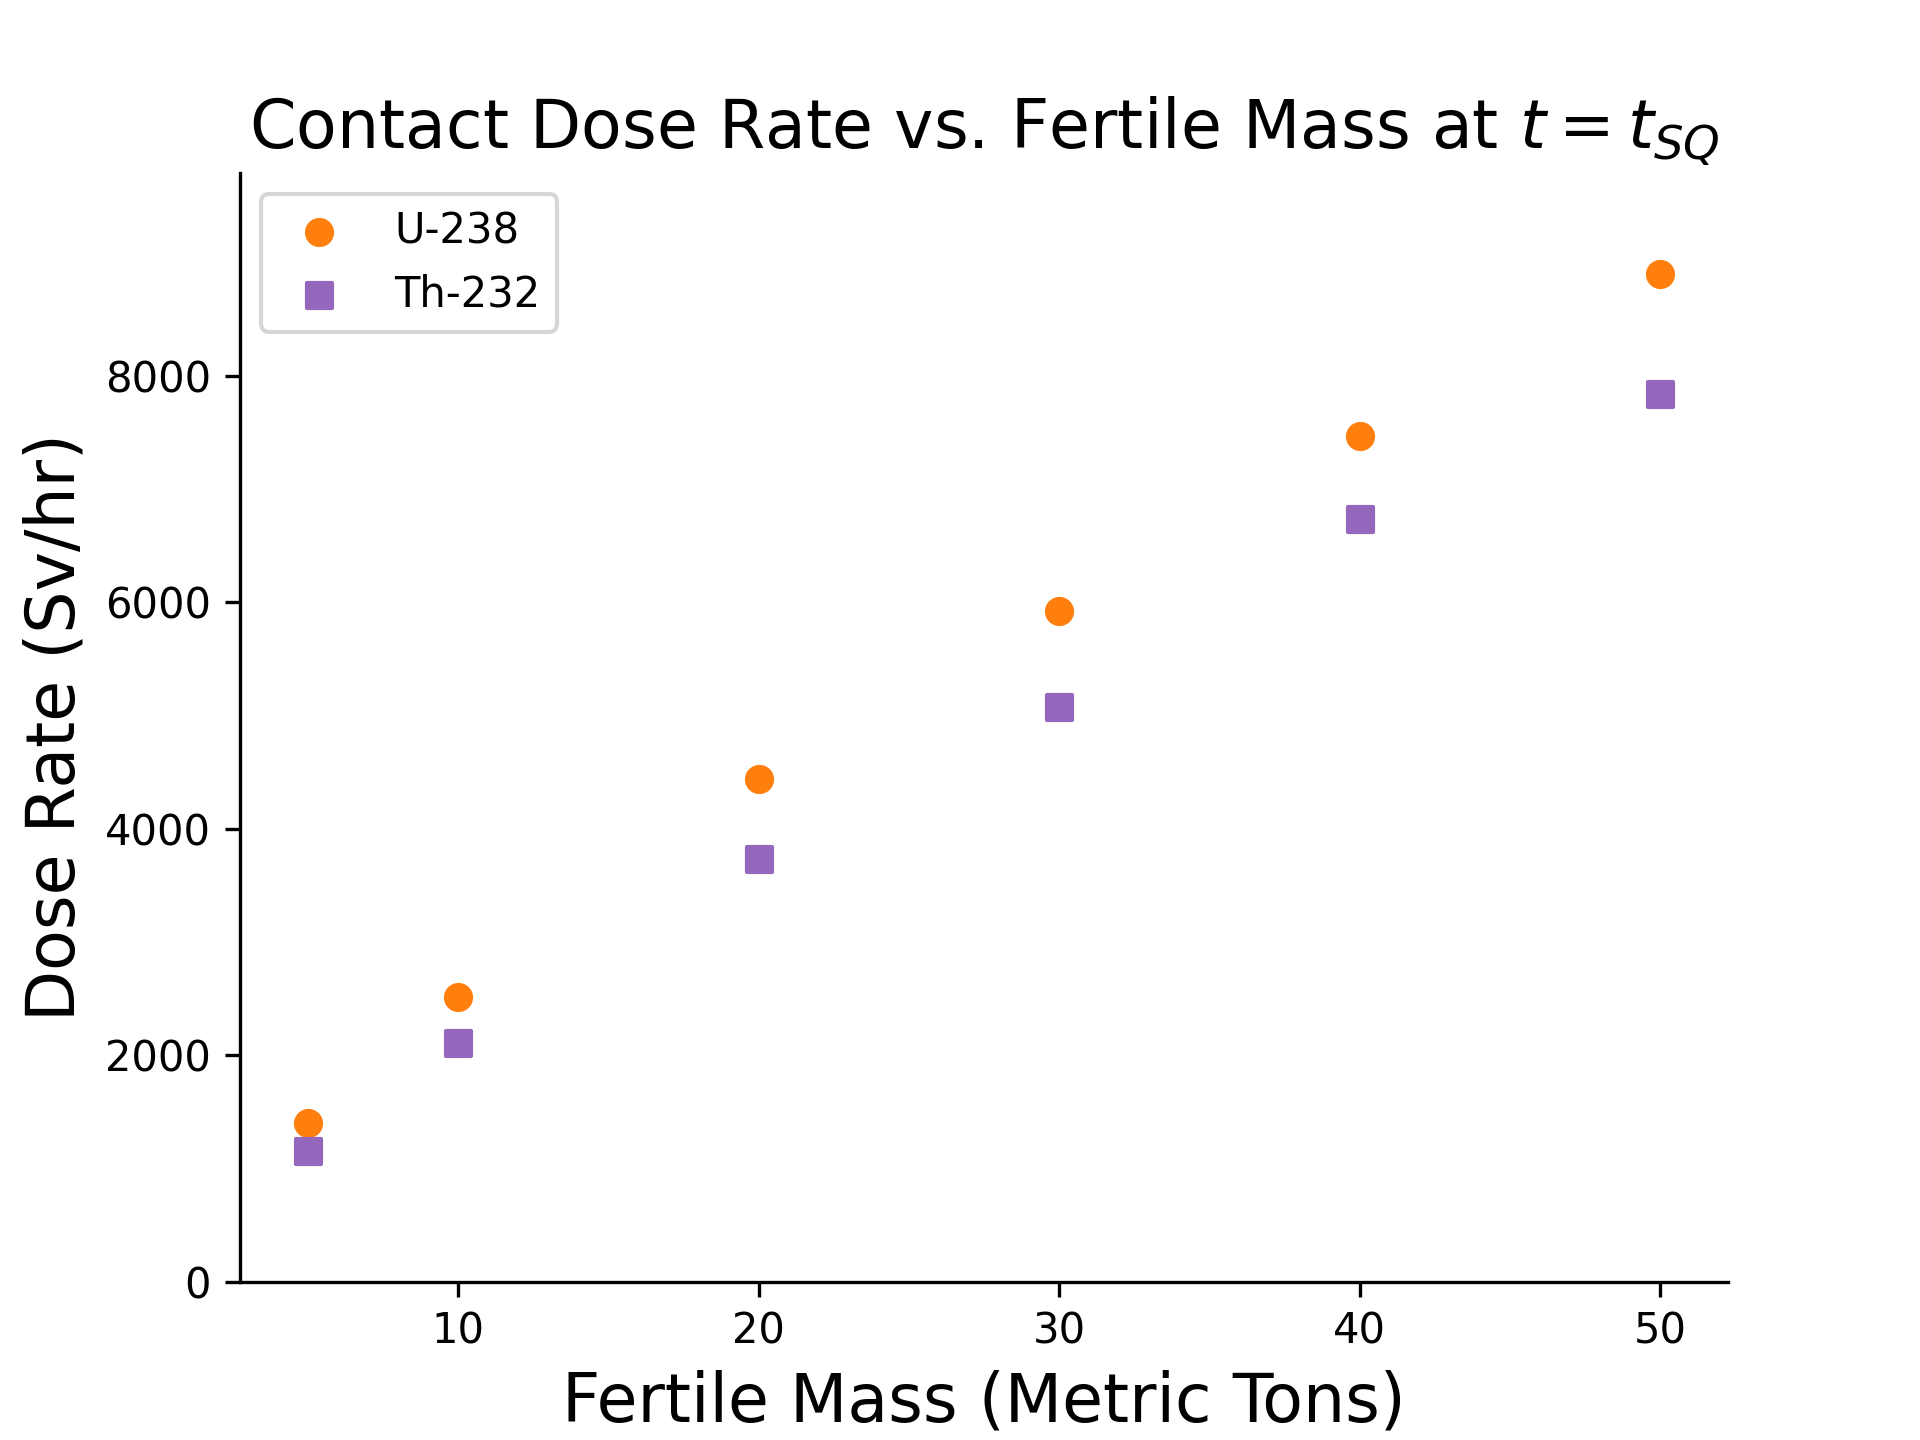 Contact Dose Rate vs. Fertile Mass at t = t_SQ
U-238
Th-232
8000
6000
4000
2000
0
10 20 30 40 50
Dose Rate (Sv/hr)
Fertile Mass (Metric Tons)